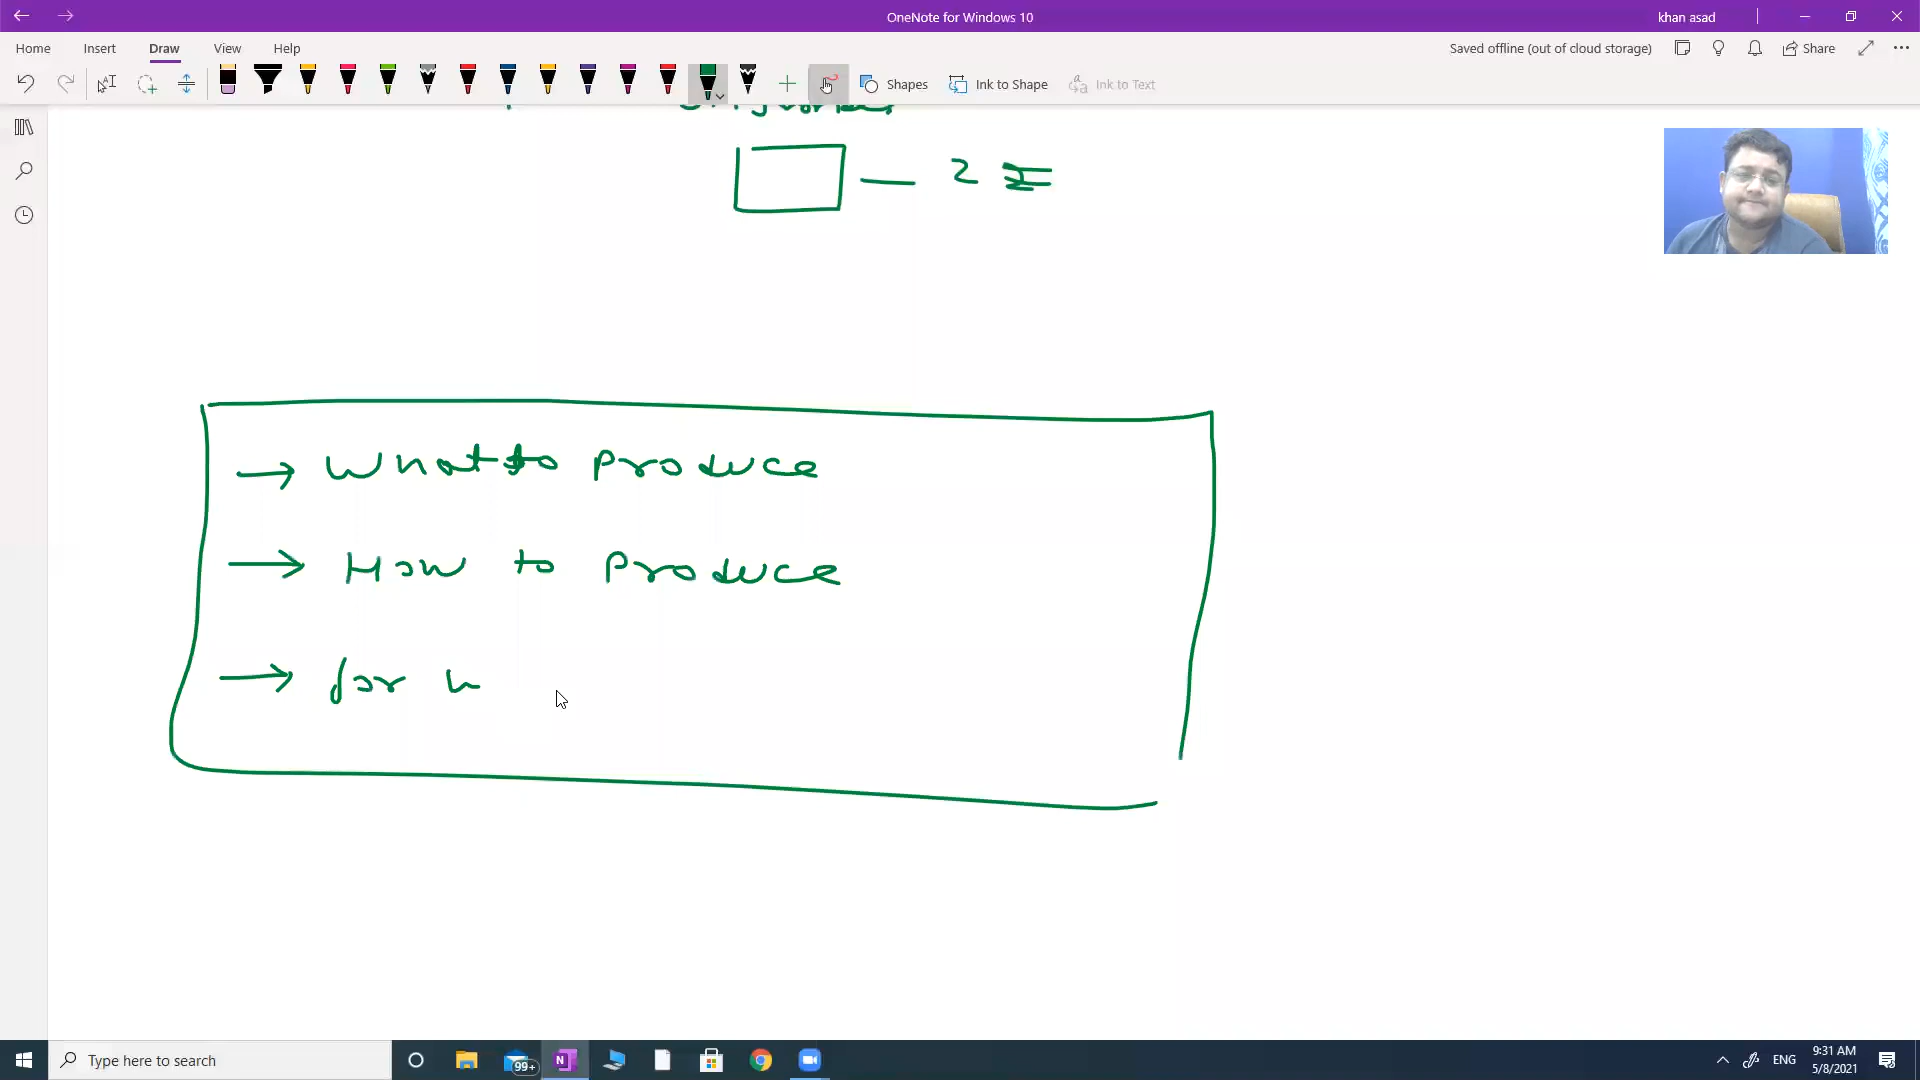 OneNote for Windows 10
khan asad
Home Insert Draw View Help
Saved offline (out of cloud storage)
Share
Shapes
Ink to Shape
Ink to Text
2
→ What to produce
→ How to produce
→ for w
Type here to search
99+
N
ENG
9:31 AM
5/8/2021